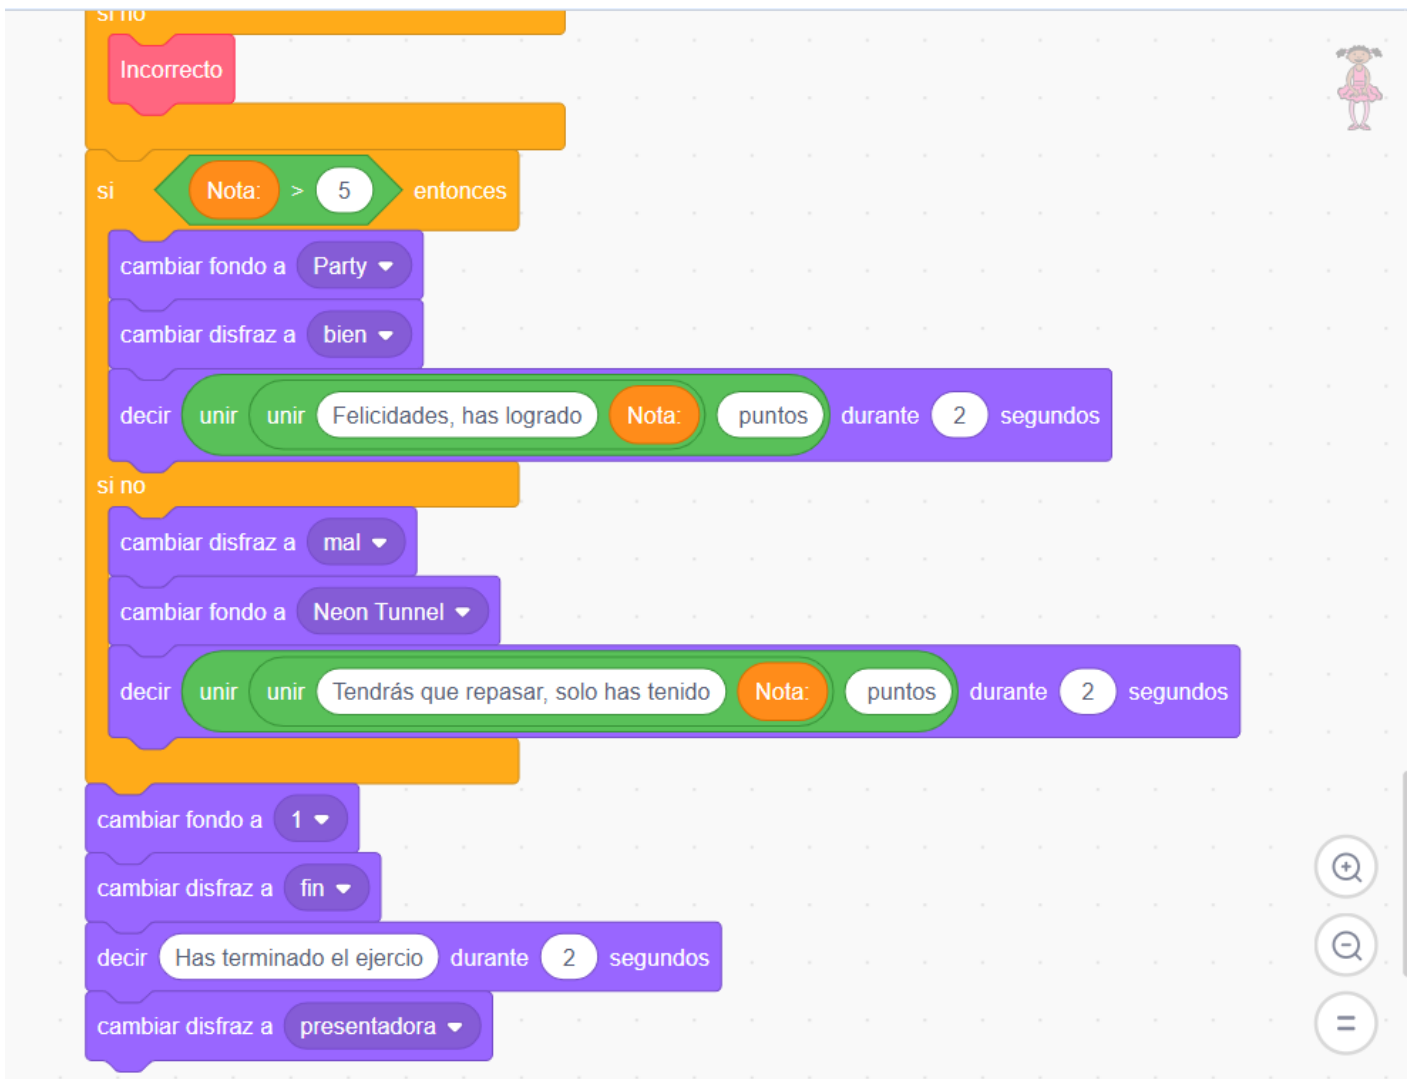 si no
Incorrecto
si Nota: > 5 entonces
cambiar fondo a Party
cambiar disfraz a bien
decir unir unir Felicidades, has logrado Nota: puntos durante 2 segundos
si no
cambiar disfraz a mal
cambiar fondo a Neon Tunnel
decir unir unir Tendrás que repasar, solo has tenido Nota: puntos durante 2 segundos
cambiar fondo a 1
cambiar disfraz a fin
decir Has terminado el ejercio durante 2 segundos
cambiar disfraz a presentadora